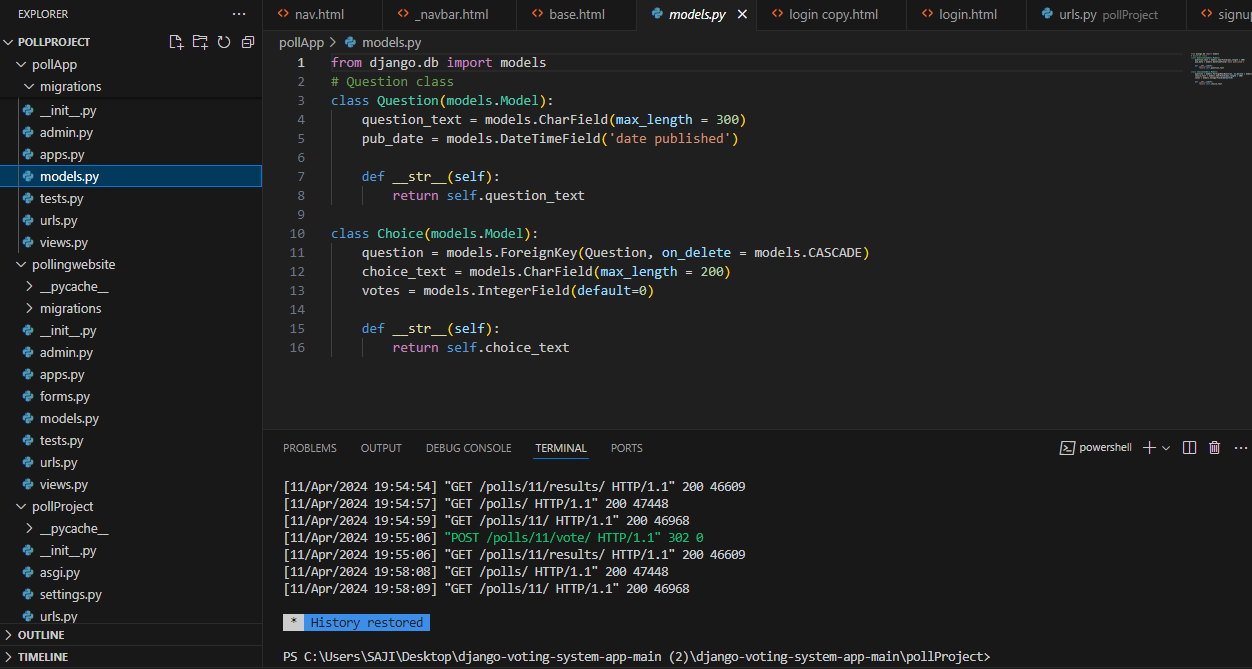 EXPLORER
nav.html
_navbar.html
base.html
models.py
login copy.html
login.html
urls.py pollProject
POLLPROJECT
pollApp
migrations
__init__.py
admin.py
apps.py
models.py
tests.py
urls.py
views.py
pollingwebsite
__pycache__
migrations
__init__.py
admin.py
apps.py
forms.py
models.py
tests.py
urls.py
views.py
pollProject
__pycache__
__init__.py
asgi.py
settings.py
urls.py
OUTLINE
TIMELINE
pollApp > models.py
1 from django.db import models
2 # Question class
3 class Question(models.Model):
4 question_text = models.CharField(max_length = 300)
5 pub_date = models.DateTimeField('date published')
6
7 def __str__(self):
8 return self.question_text
9
10 class Choice(models.Model):
11 question = models.ForeignKey(Question, on_delete = models.CASCADE)
12 choice_text = models.CharField(max_length = 200)
13 votes = models.IntegerField(default=0)
14
15 def __str__(self):
16 return self.choice_text
PROBLEMS OUTPUT DEBUG CONSOLE TERMINAL PORTS
powershell
[11/Apr/2024 19:54:54] "GET /polls/11/results/ HTTP/1.1" 200 46609
[11/Apr/2024 19:54:57] "GET /polls/ HTTP/1.1" 200 47448
[11/Apr/2024 19:54:59] "GET /polls/11/ HTTP/1.1" 200 46968
[11/Apr/2024 19:55:06] "POST /polls/11/vote/ HTTP/1.1" 302 0
[11/Apr/2024 19:55:06] "GET /polls/11/results/ HTTP/1.1" 200 46609
[11/Apr/2024 19:58:08] "GET /polls/ HTTP/1.1" 200 47448
[11/Apr/2024 19:58:09] "GET /polls/11/ HTTP/1.1" 200 46968
* History restored
PS C:\Users\SAJI\Desktop\django-voting-system-app-main (2)\django-voting-system-app-main\pollProject>